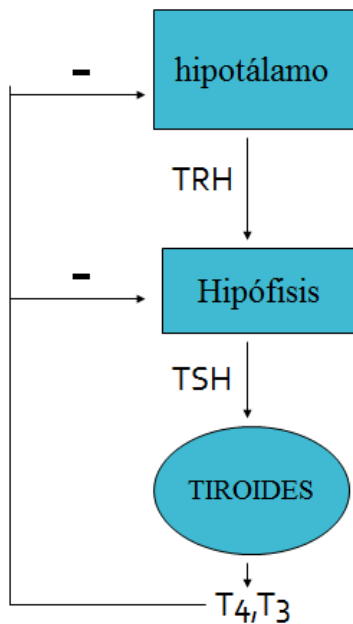 -
hipotálamo
TRH
-
Hipófisis
TSH
TIROIDES
T4,T3